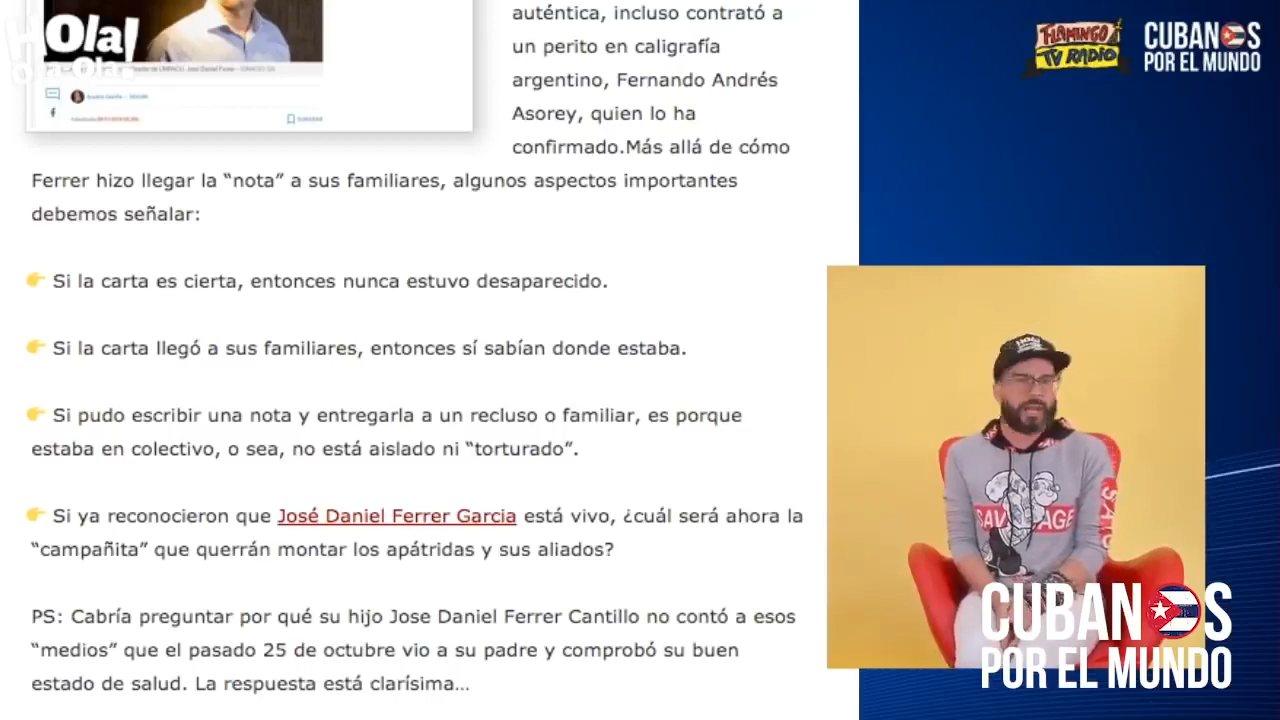 ¡Hola!
Ota-Ola!
FLAMINGO
TV RADIO
CUBANOS
POR EL MUNDO
auténtica, incluso contrató a
un perito en caligrafía
argentino, Fernando Andrés
Asorey, quien lo ha
confirmado.Más allá de cómo
Ferrer hizo llegar la “nota” a sus familiares, algunos aspectos importantes
debemos señalar:
👉 Si la carta es cierta, entonces nunca estuvo desaparecido.
👉 Si la carta llegó a sus familiares, entonces sí sabían donde estaba.
👉 Si pudo escribir una nota y entregarla a un recluso o familiar, es porque
estaba en colectivo, o sea, no está aislado ni “torturado”.
👉 Si ya reconocieron que José Daniel Ferrer Garcia está vivo, ¿cuál será ahora la
“campañita” que querrán montar los apátridas y sus aliados?
PS: Cabría preguntar por qué su hijo Jose Daniel Ferrer Cantillo no contó a esos
“medios” que el pasado 25 de octubre vio a su padre y comprobó su buen
estado de salud. La respuesta está clarísima...
SAVAGE
CUBANOS
POR EL MUNDO